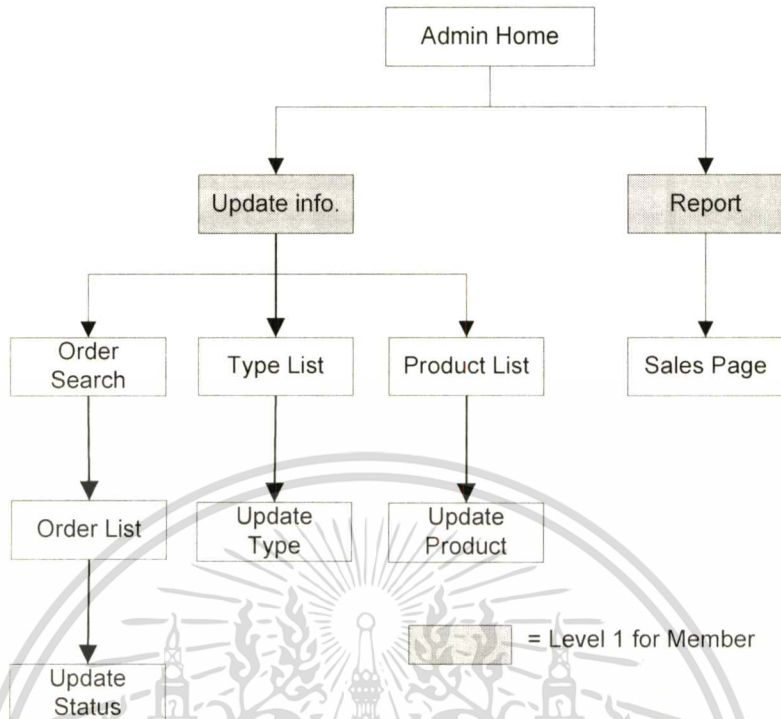 Admin Home
Update info.
Report
Order
Search
Type List
Product List
Sales Page
Order List
Update
Type
Update
Product
= Level 1 for Member
Update
Status